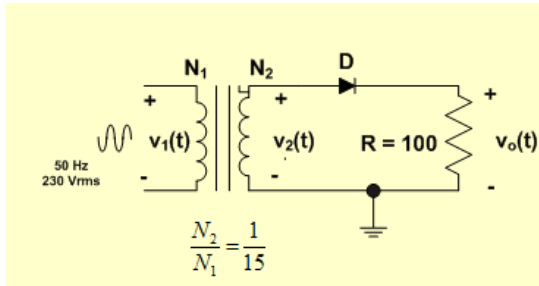 N₁ N₂ D
+ + +
v₁(t) v₂(t) R = 100 vₒ(t)
50 Hz
230 Vrms
- - -
N₂/N₁ = 1/15